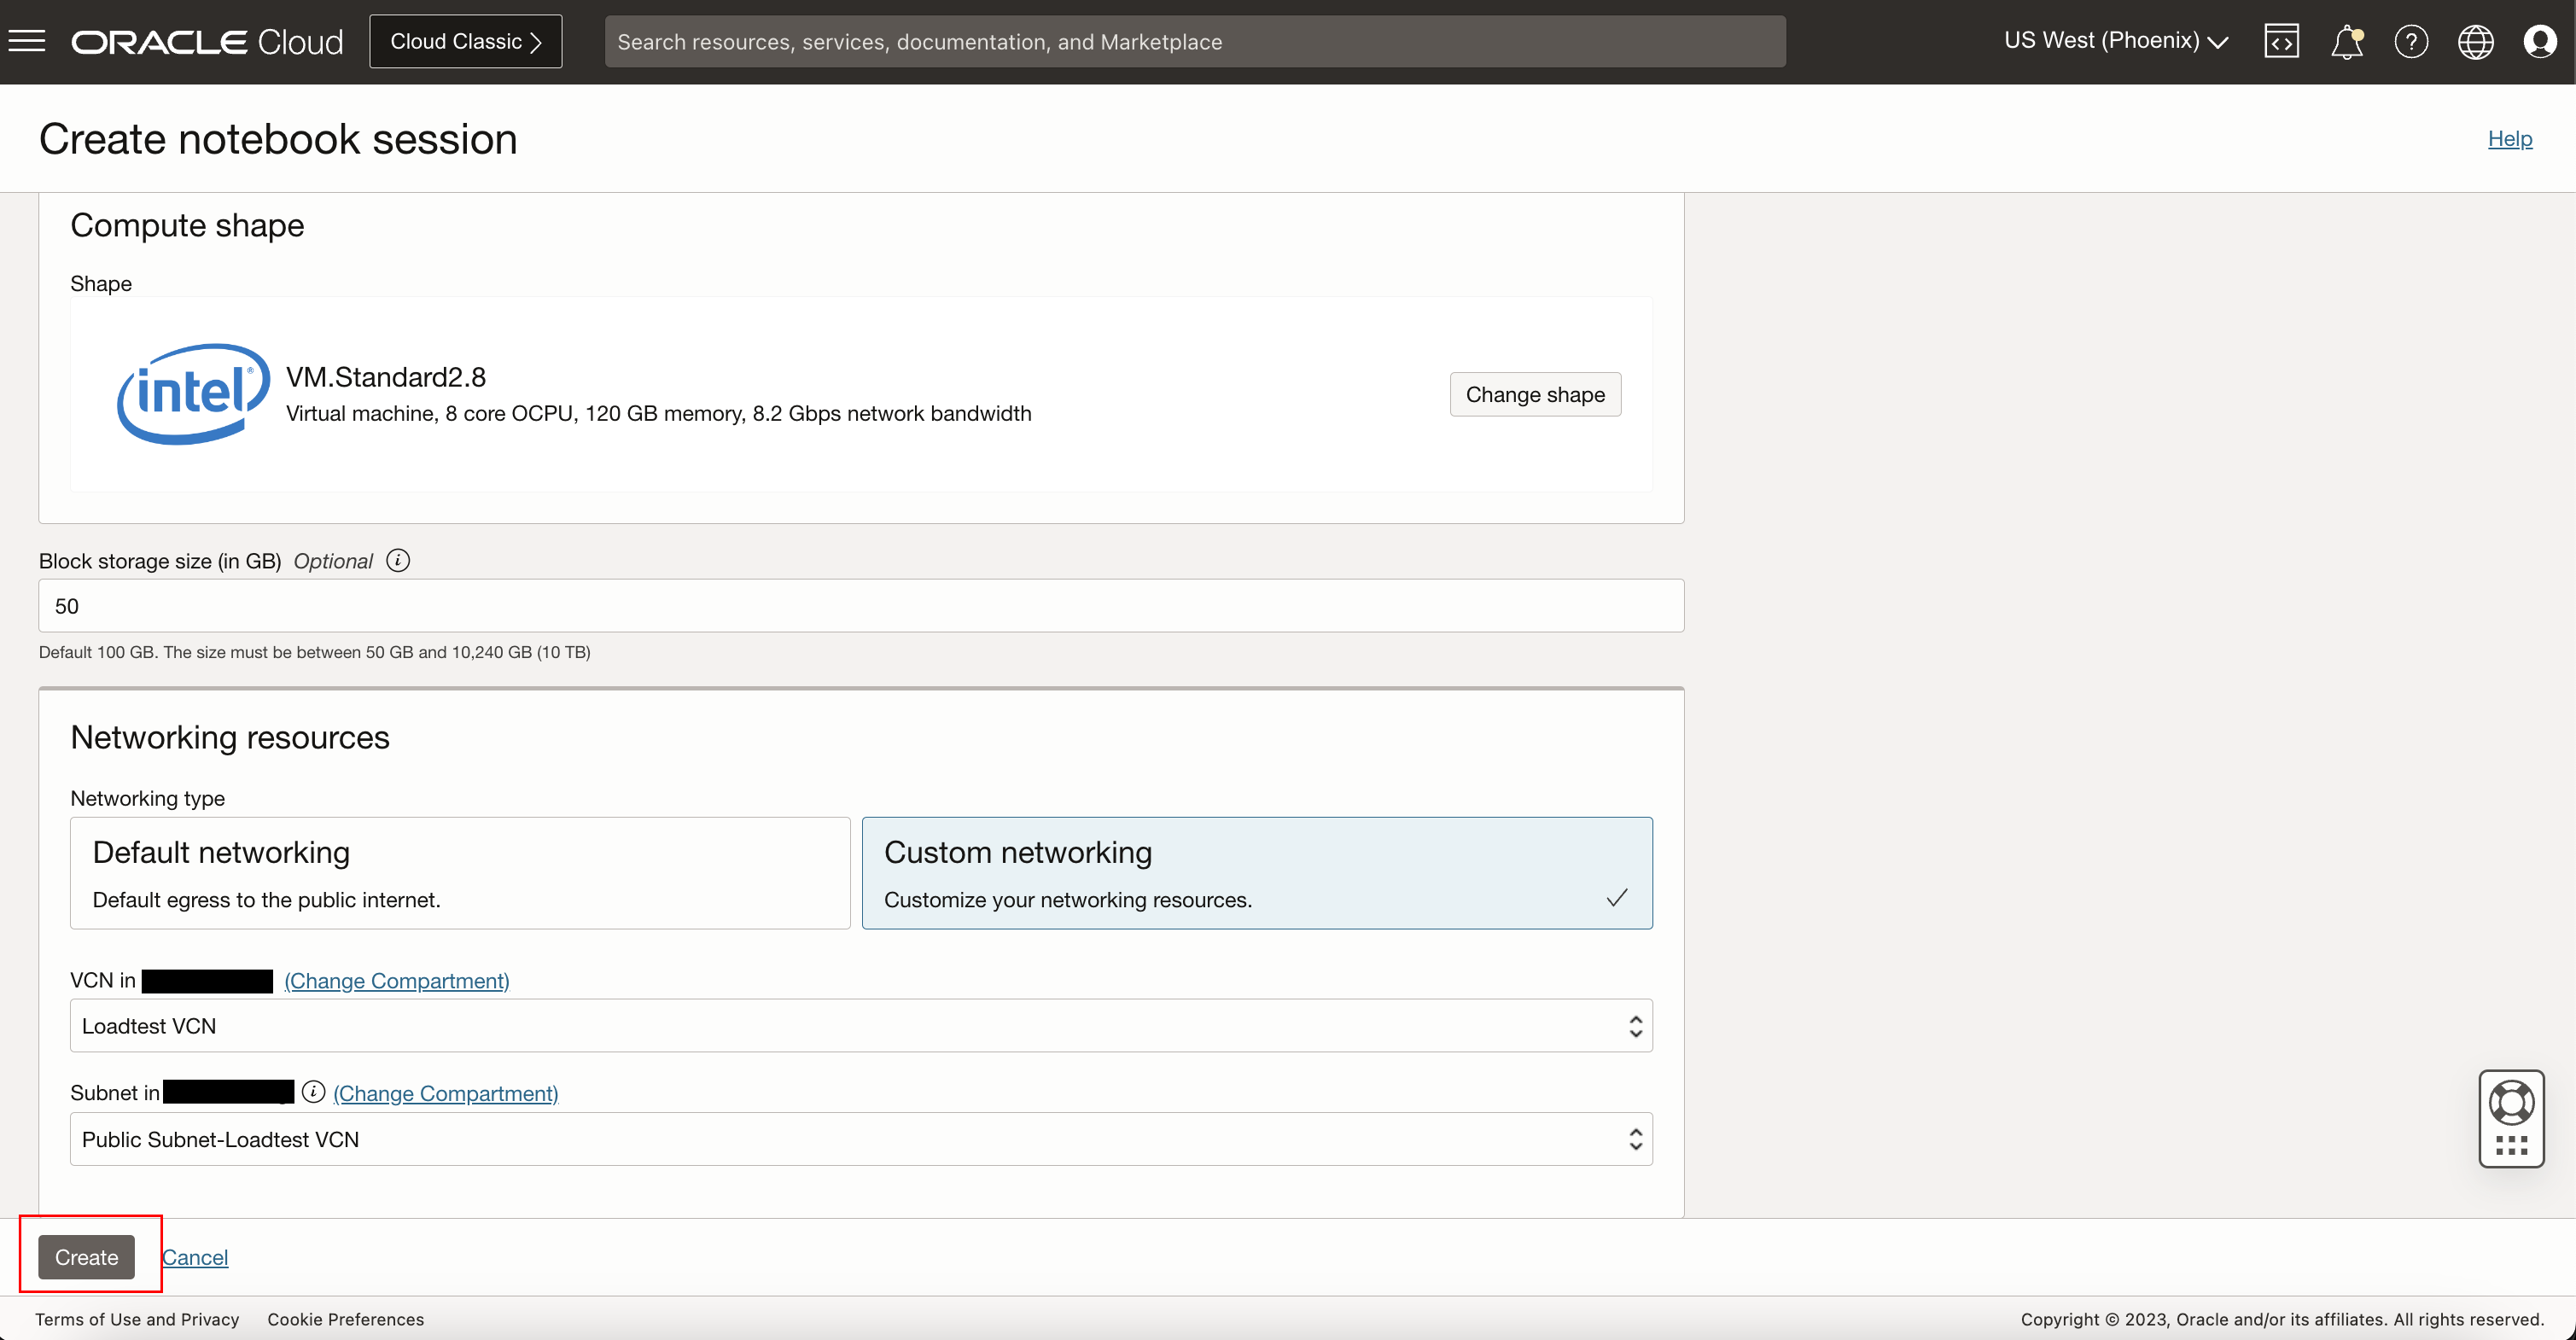 ORACLE Cloud Cloud Classic Search resources, services, documentation, and Marketplace US West (Phoenix)
Create notebook session Help
Compute shape
Shape
intel®
VM.Standard2.8
Virtual machine, 8 core OCPU, 120 GB memory, 8.2 Gbps network bandwidth
Change shape
Block storage size (in GB) Optional
50
Default 100 GB. The size must be between 50 GB and 10,240 GB (10 TB)
Networking resources
Networking type
Default networking
Default egress to the public internet.
Custom networking
Customize your networking resources.
VCN in (Change Compartment)
Loadtest VCN
Subnet in (Change Compartment)
Public Subnet-Loadtest VCN
Create Cancel
Terms of Use and Privacy Cookie Preferences Copyright © 2023, Oracle and/or its affiliates. All rights reserved.